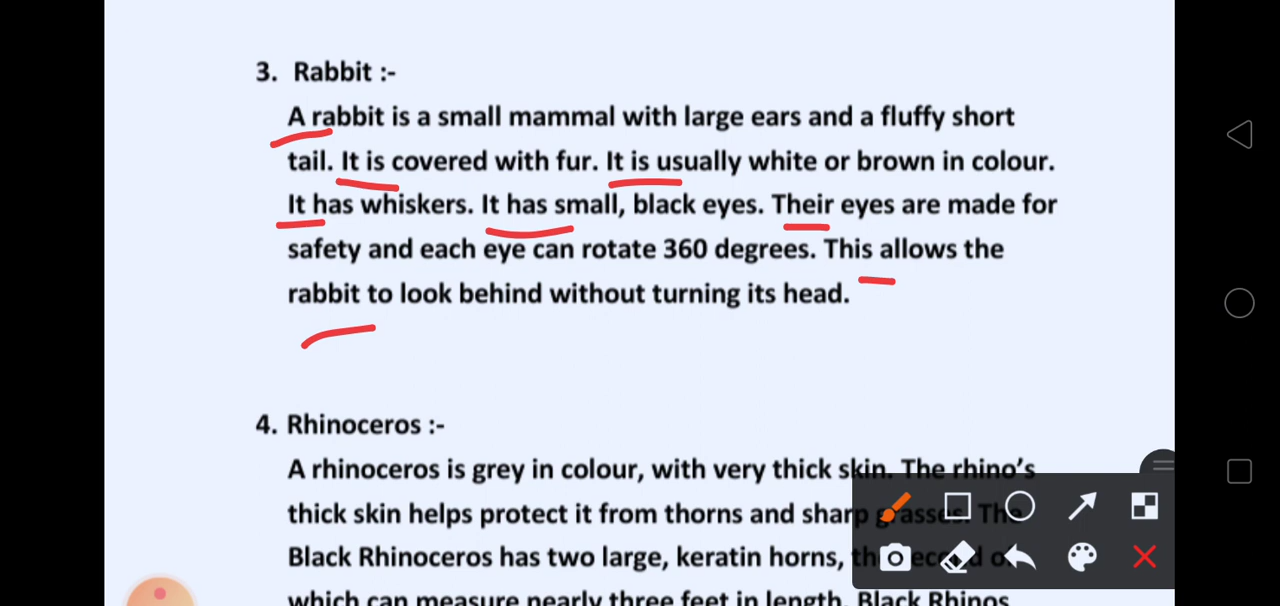 3. Rabbit :-
A rabbit is a small mammal with large ears and a fluffy short
tail. It is covered with fur. It is usually white or brown in colour.
It has whiskers. It has small, black eyes. Their eyes are made for
safety and each eye can rotate 360 degrees. This allows the
rabbit to look behind without turning its head.
4. Rhinoceros :-
A rhinoceros is grey in colour, with very thick skin. The rhino's
thick skin helps protect it from thorns and sharp grasses. The
Black Rhinoceros has two large, keratin horns,
which can measure nearly three feet in length. Black Rhinos